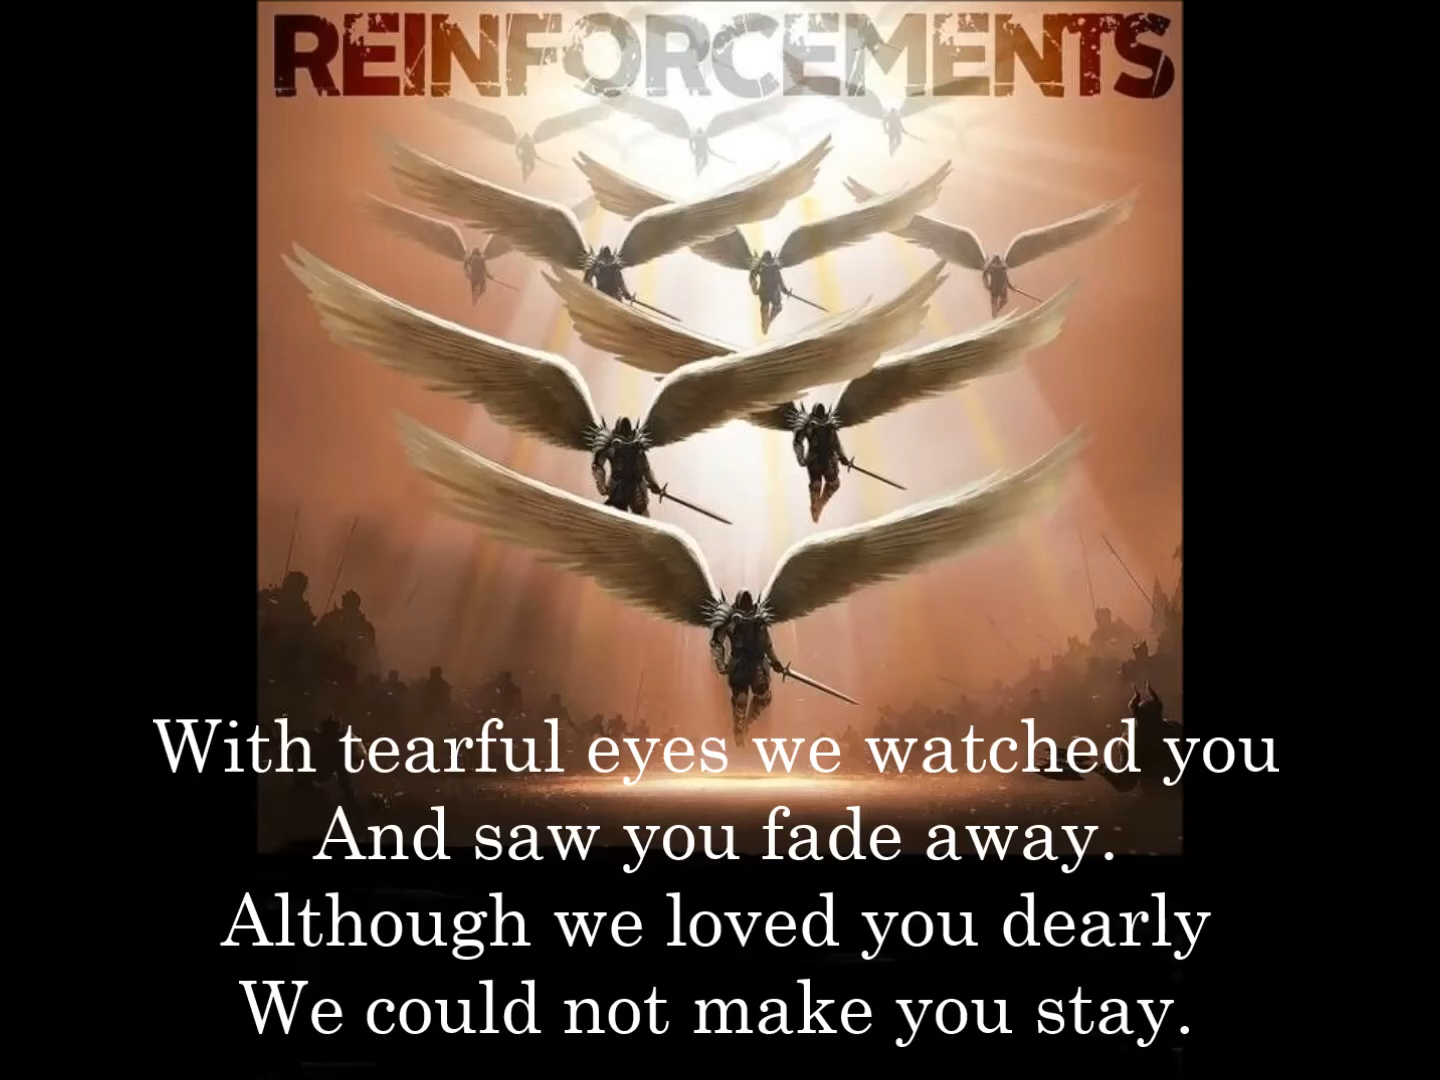 REINFORCEMENTS
With tearful eyes we watched you
And saw you fade away.
Although we loved you dearly
We could not make you stay.